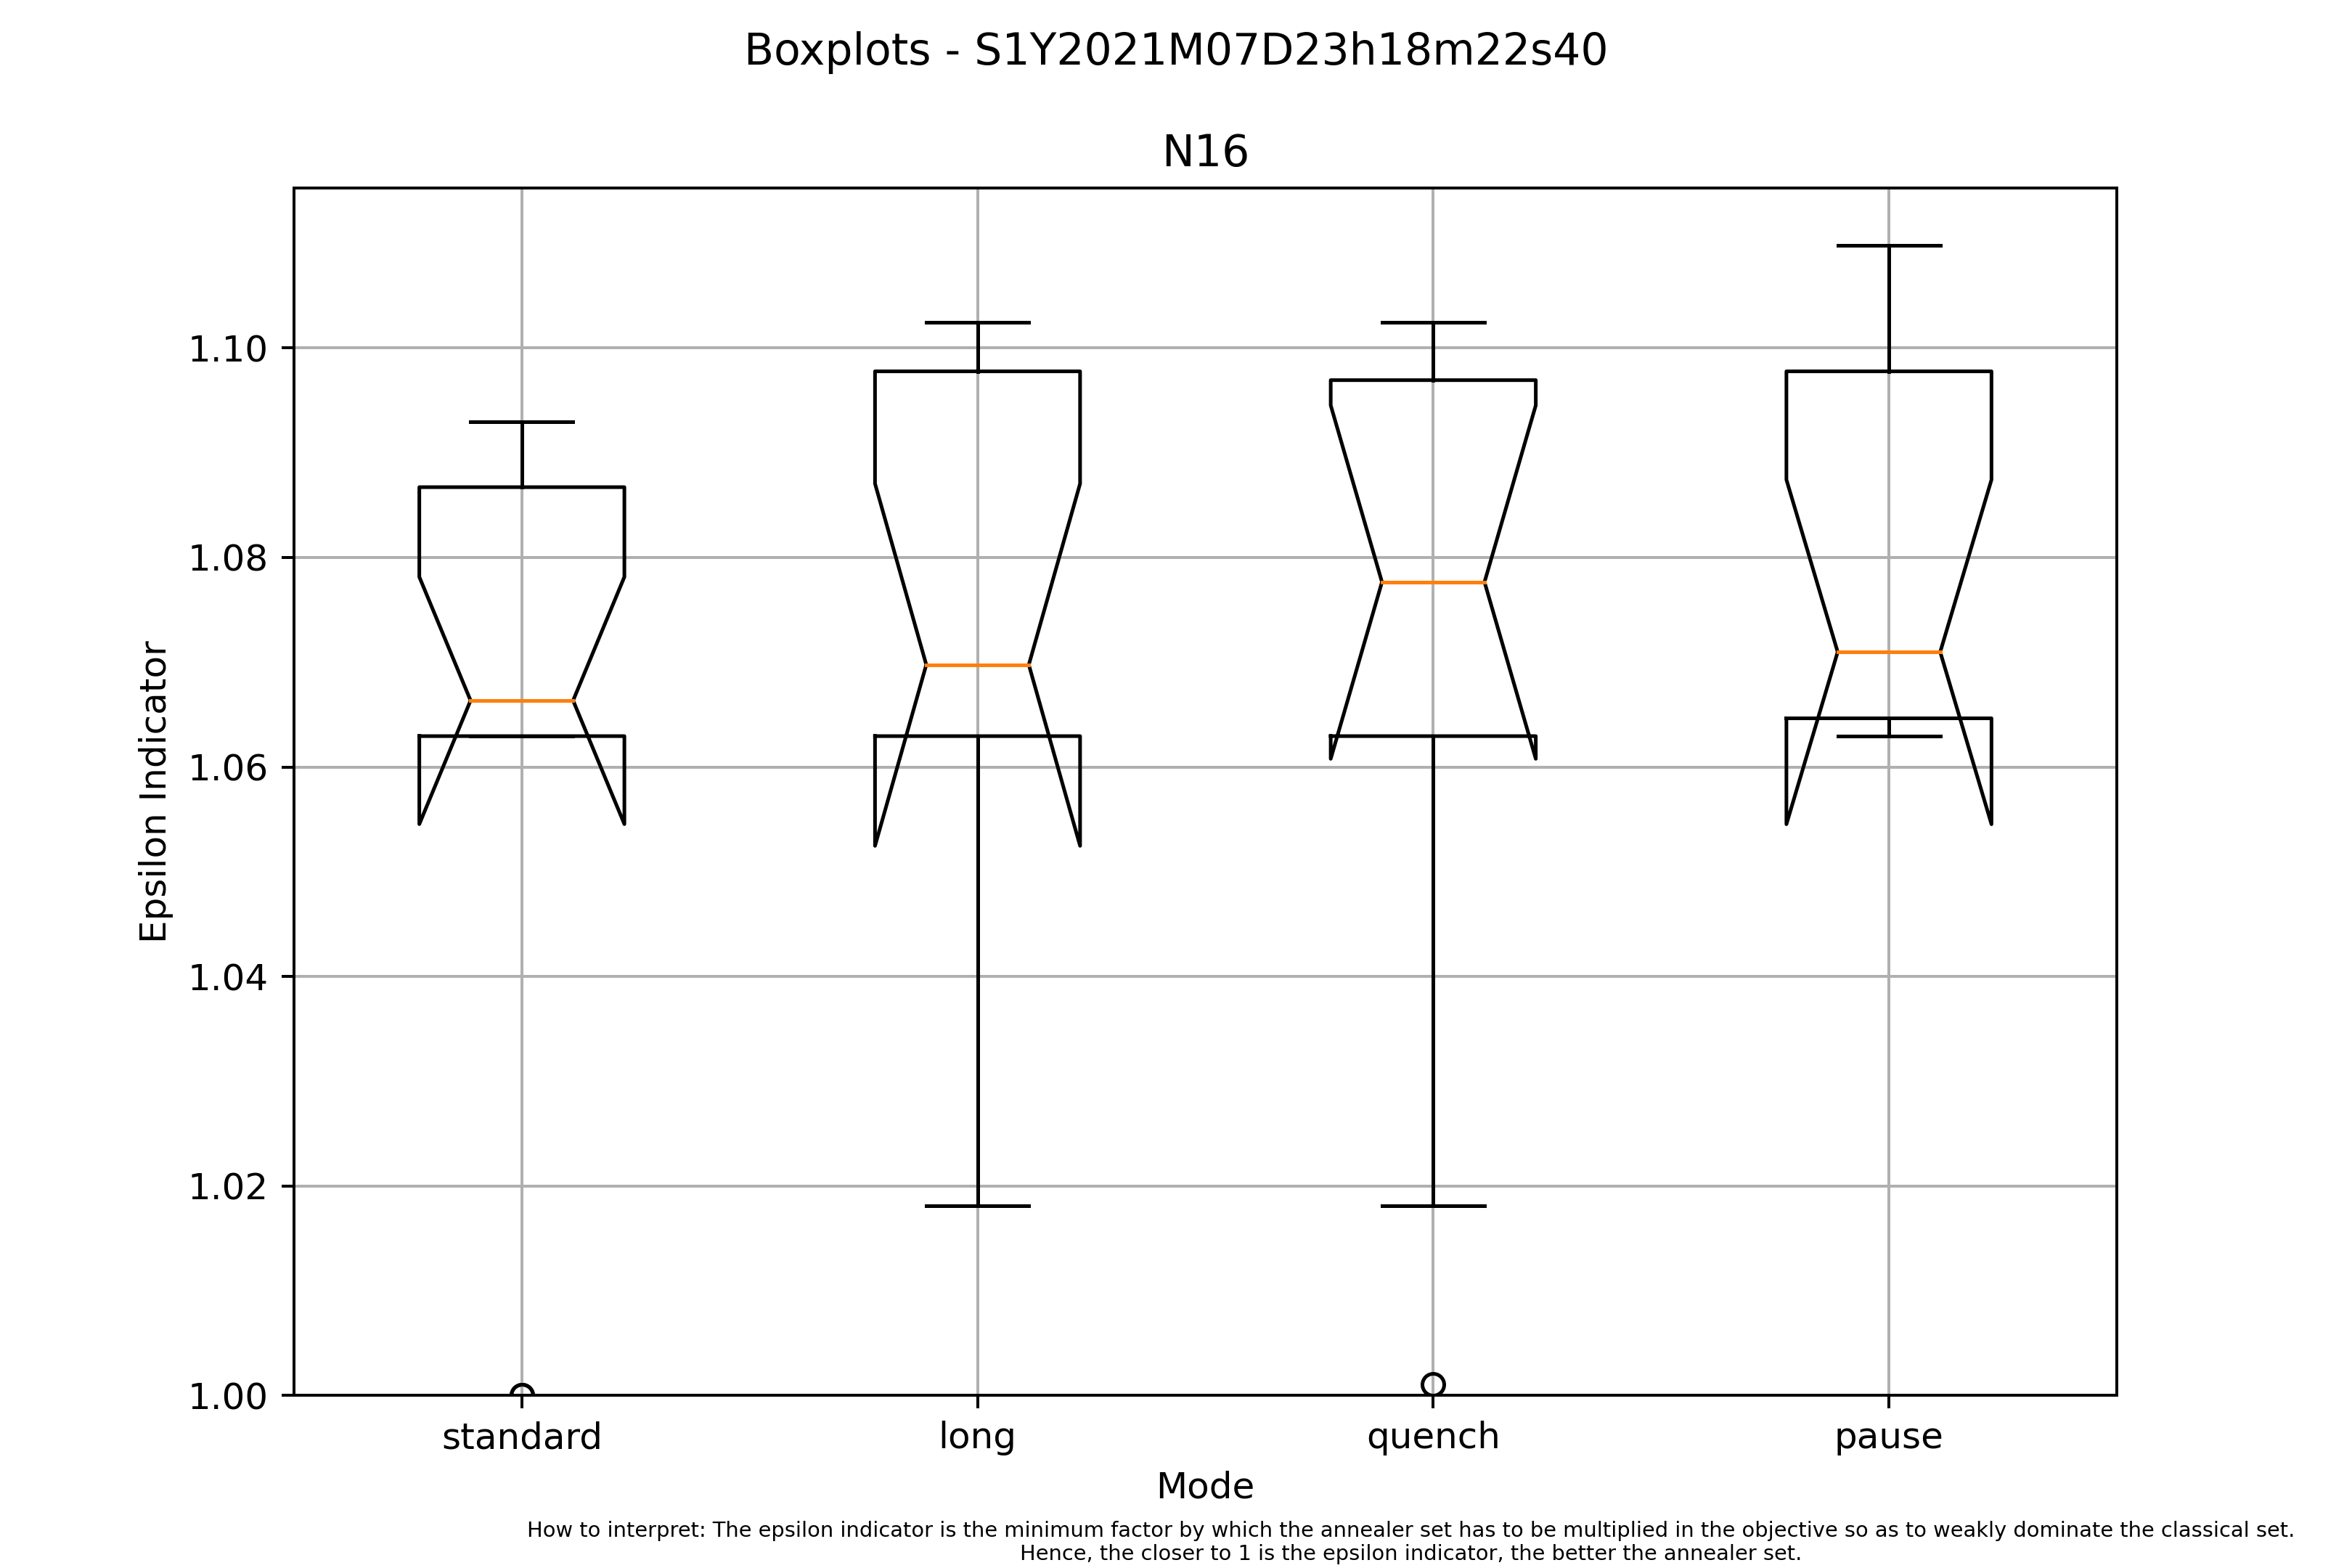 Boxplots - S1Y2021M07D23h18m22s40
N16
Epsilon Indicator
1.10
1.08
1.06
1.04
1.02
1.00
standard long quench pause
Mode
How to interpret: The epsilon indicator is the minimum factor by which the annealer set has to be multiplied in the objective so as to weakly dominate the classical set.
Hence, the closer to 1 is the epsilon indicator, the better the annealer set.